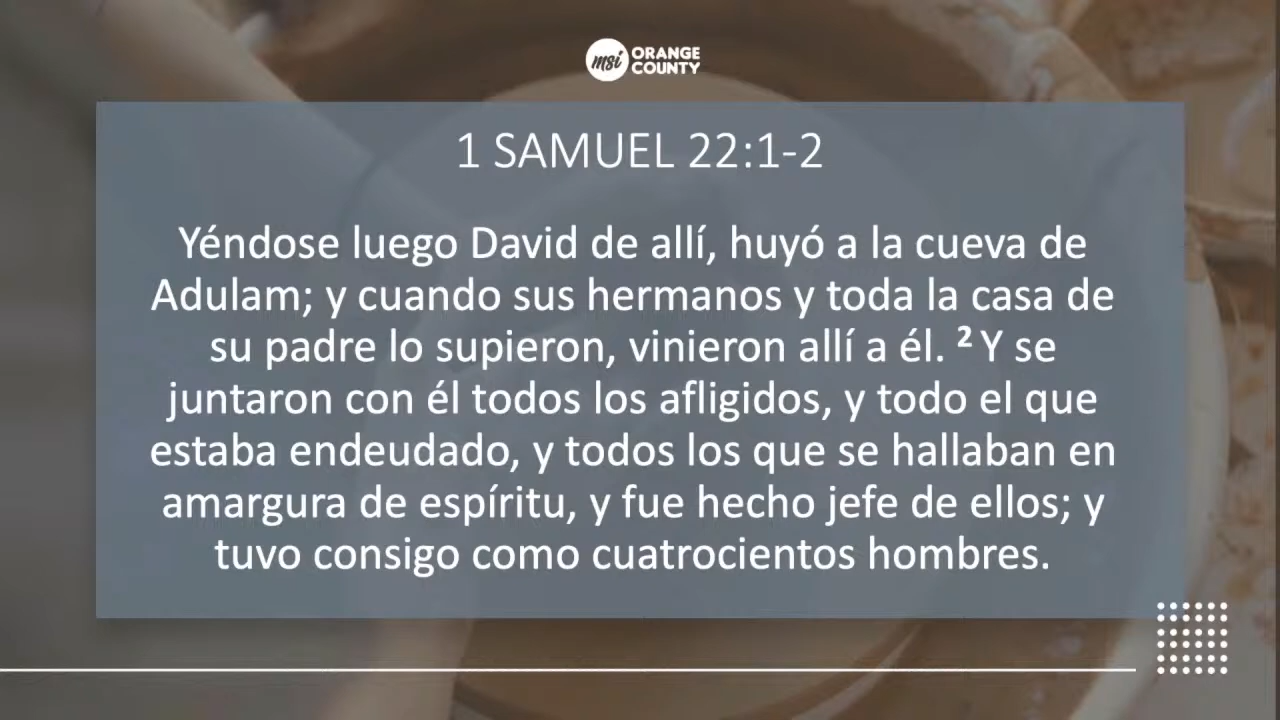 msi ORANGE
COUNTY
1 SAMUEL 22:1-2
Yéndose luego David de allí, huyó a la cueva de
Adulam; y cuando sus hermanos y toda la casa de
su padre lo supieron, vinieron allí a él. ² Y se
juntaron con él todos los afligidos, y todo el que
estaba endeudado, y todos los que se hallaban en
amargura de espíritu, y fue hecho jefe de ellos; y
tuvo consigo como cuatrocientos hombres.